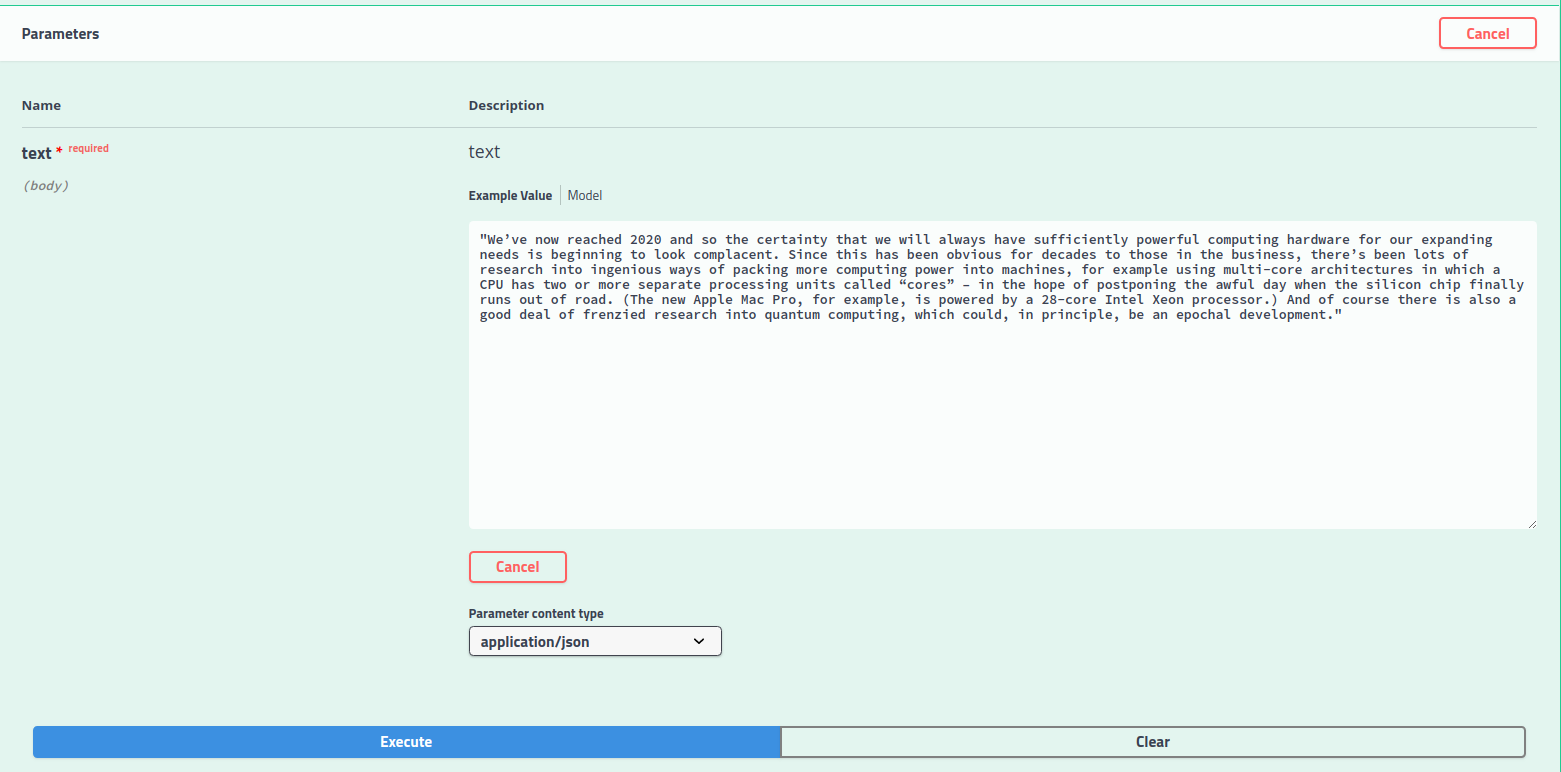 Parameters
Cancel
Name
Description
text * required
text
(body)
Example Value
Model
"We’ve now reached 2020 and so the certainty that we will always have sufficiently powerful computing hardware for our expanding
needs is beginning to look complacent. Since this has been obvious for decades to those in the business, there’s been lots of
research into ingenious ways of packing more computing power into machines, for example using multi-core architectures in which a
CPU has two or more separate processing units called “cores” – in the hope of postponing the awful day when the silicon chip finally
runs out of road. (The new Apple Mac Pro, for example, is powered by a 28-core Intel Xeon processor.) And of course there is also a
good deal of frenzied research into quantum computing, which could, in principle, be an epochal development."
Cancel
Parameter content type
application/json
Execute
Clear